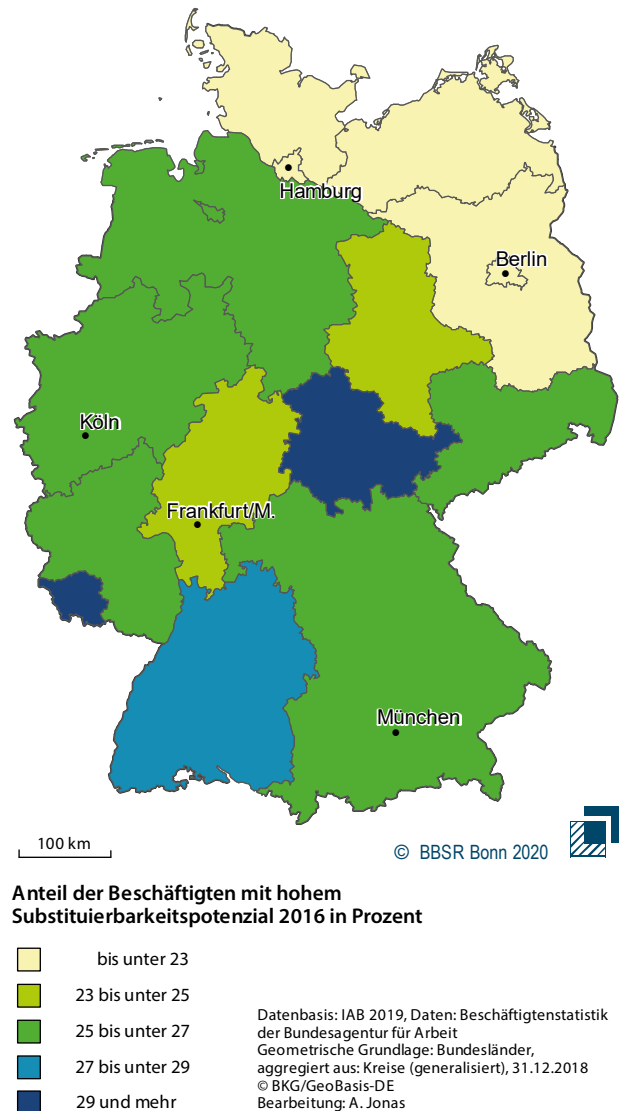 Hamburg
Berlin
Köln
Frankfurt/M.
München
100 km
© BBSR Bonn 2020
Anteil der Beschäftigten mit hohem
Substituierbarkeitspotenzial 2016 in Prozent
bis unter 23
23 bis unter 25
25 bis unter 27
27 bis unter 29
29 und mehr
Datenbasis: IAB 2019, Daten: Beschäftigtenstatistik
der Bundesagentur für Arbeit
Geometrische Grundlage: Bundesländer,
aggregiert aus: Kreise (generalisiert), 31.12.2018
© BKG/GeoBasis-DE
Bearbeitung: A. Jonas